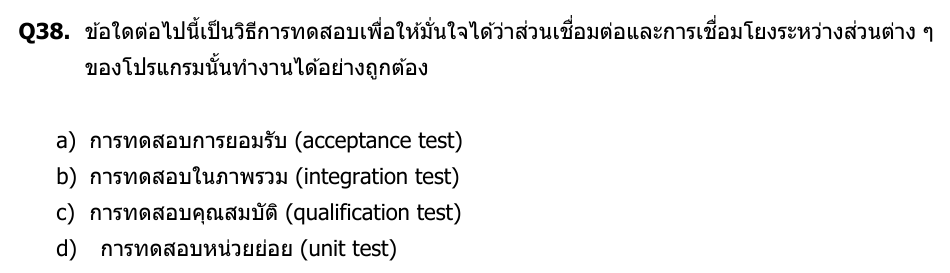 Q38. ข้อใดต่อไปนี้เป็นวิธีการทดสอบเพื่อให้มั่นใจได้ว่าส่วนเชื่อมต่อและการเชื่อมโยงระหว่างส่วนต่าง ๆ
ของโปรแกรมนั้นทำงานได้อย่างถูกต้อง
a) การทดสอบการยอมรับ (acceptance test)
b) การทดสอบในภาพรวม (integration test)
c) การทดสอบคุณสมบัติ (qualification test)
d) การทดสอบหน่วยย่อย (unit test)